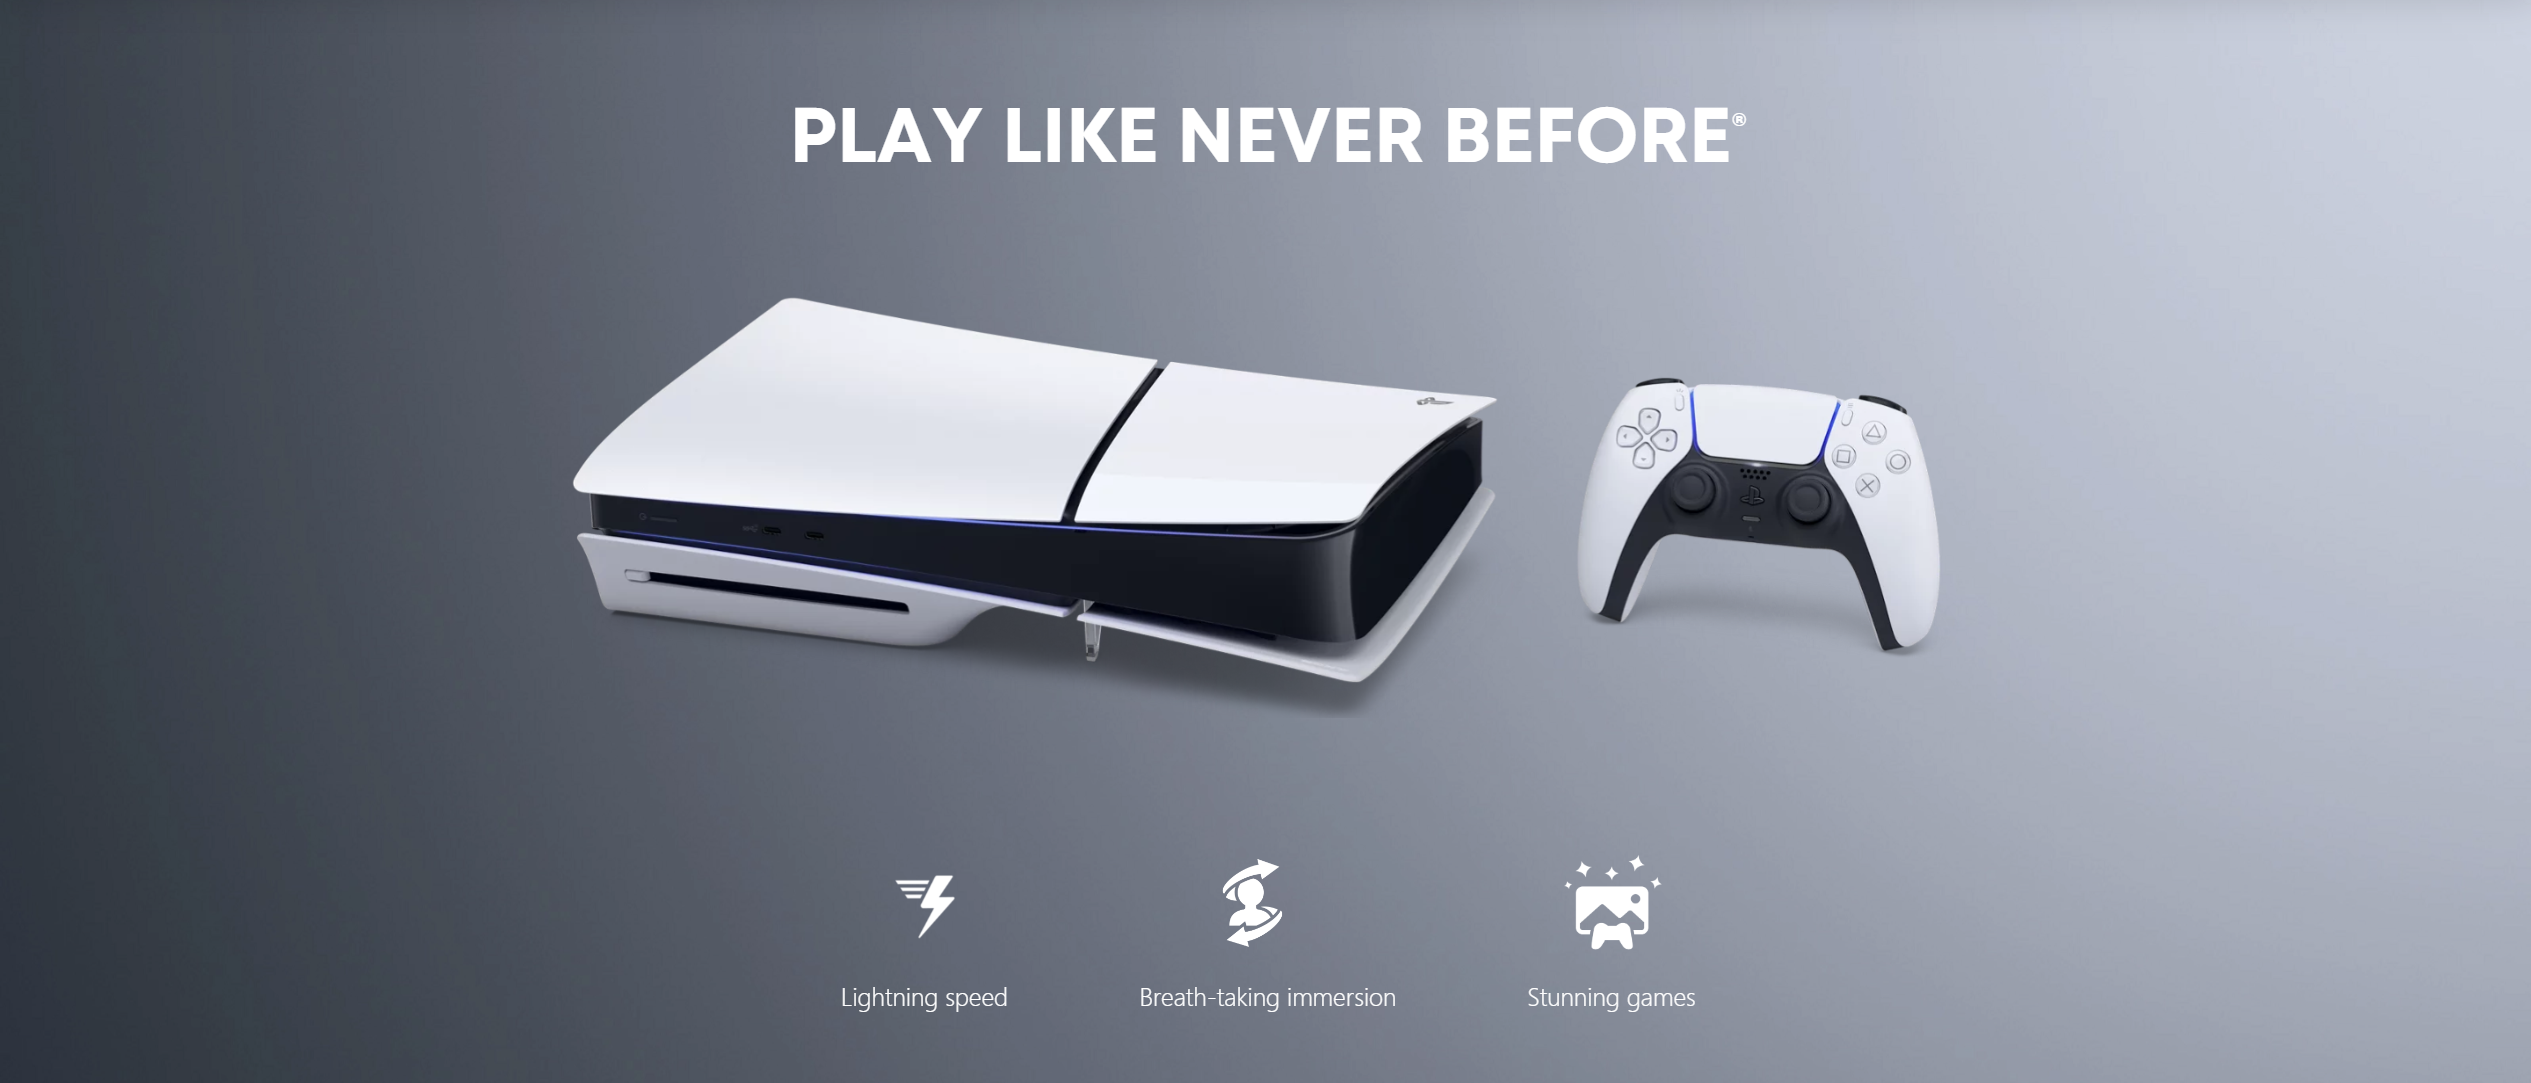 PLAY LIKE NEVER BEFORE®
Lightning speed
Breath-taking immersion
Stunning games